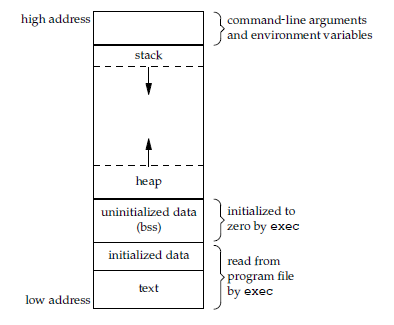 high address
command-line arguments
and environment variables
stack
heap
uninitialized data
(bss)
initialized to
zero by exec
initialized data
read from
program file
by exec
text
low address